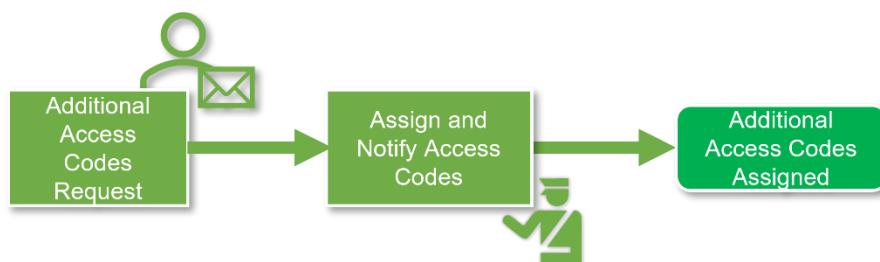 Additional
Access
Codes
Request
Assign and
Notify Access
Codes
Additional
Access Codes
Assigned